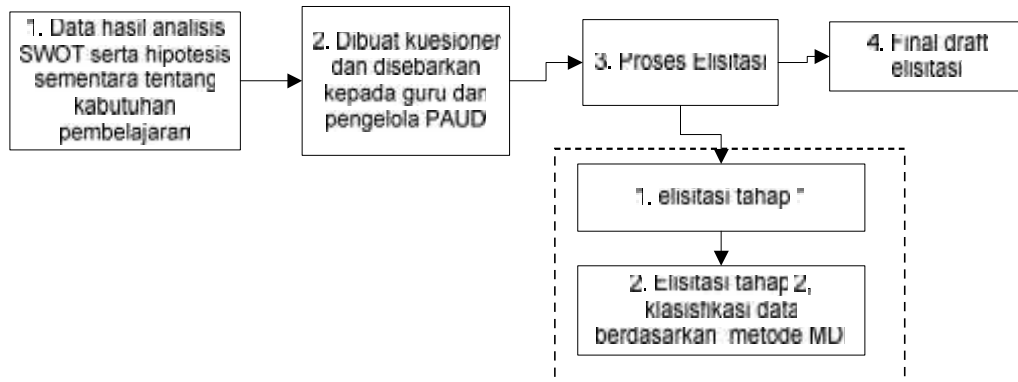 1. Data hasil analisis
SWOT serta hipotesis
sementara tentang
kabutuhan
pembelajaran
2. Dibuat kuesioner
dan disebarkan
kepada guru dan
pengelola PAUD
3. Proses Elisitasi
4. Final draft
elisitasi
1. elisitasi tahap 1
2. Elisitasi tahap 2,
klasisfikasi data
berdasarkan metode MDI